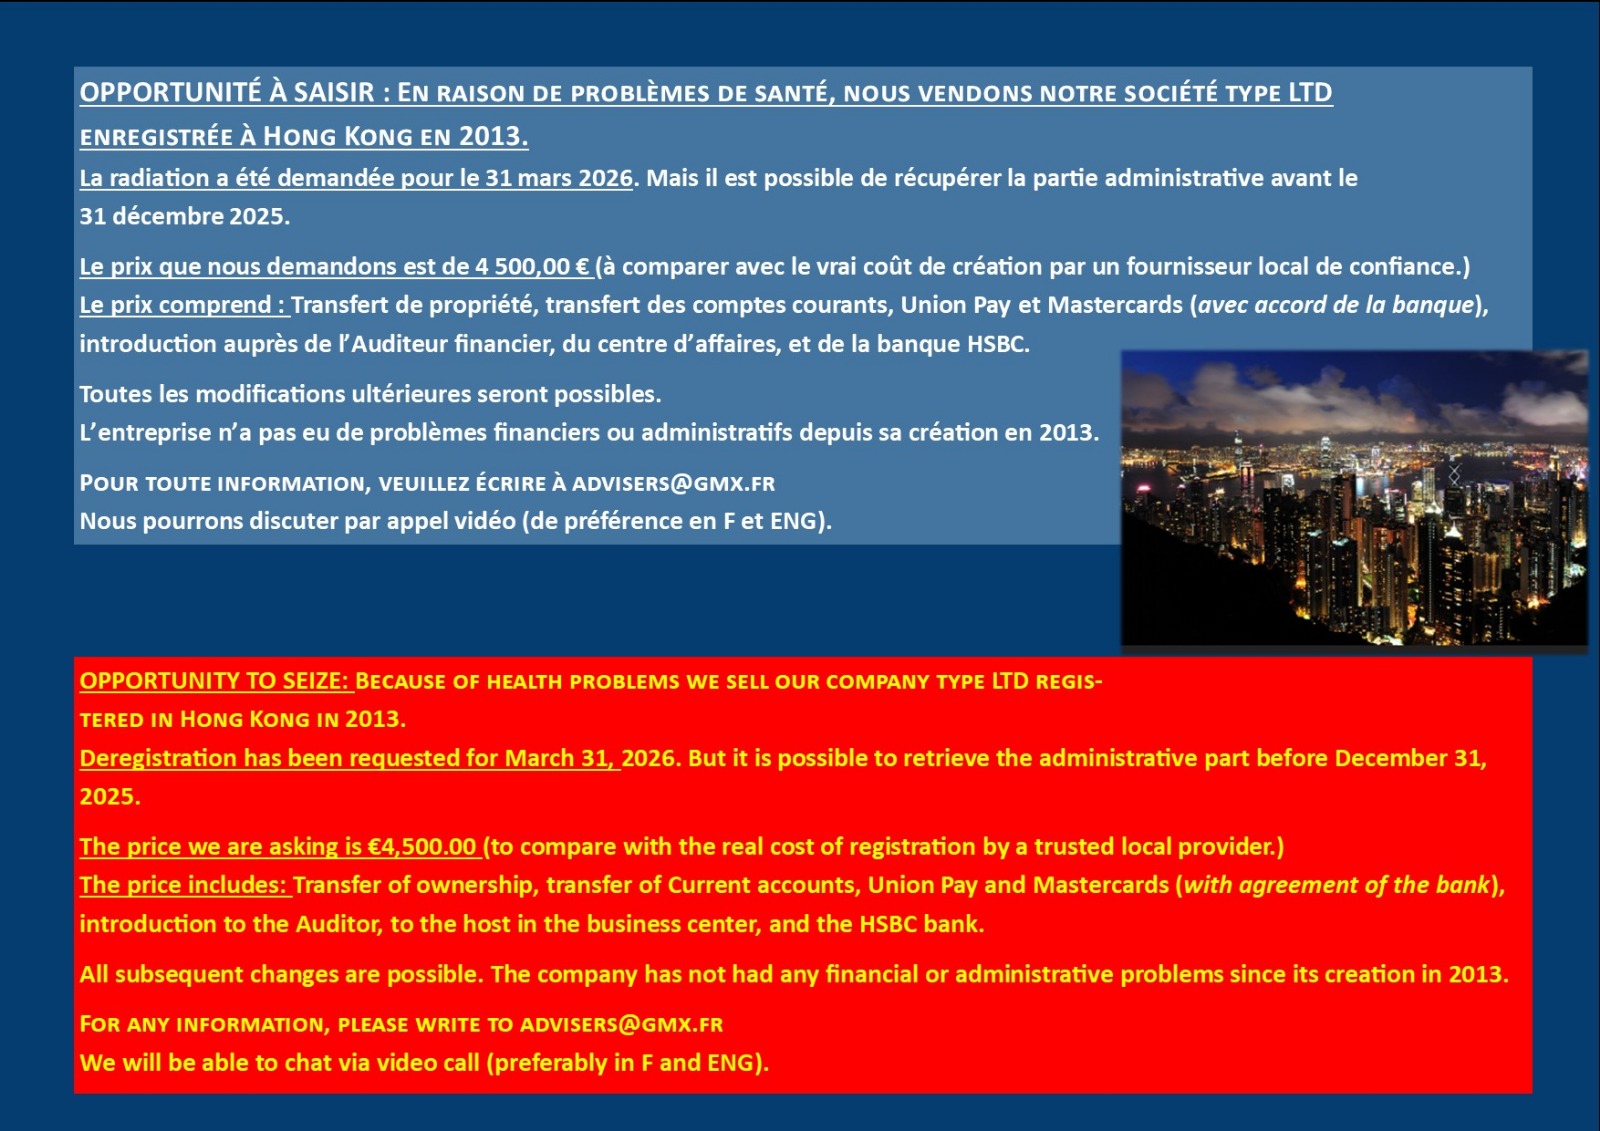 OPPORTUNITÉ À SAISIR : En raison de problèmes de santé, nous vendons notre société type LTD
enregistrée à Hong Kong en 2013.
La radiation a été demandée pour le 31 mars 2026. Mais il est possible de récupérer la partie administrative avant le
31 décembre 2025.
Le prix que nous demandons est de 4 500,00 € (à comparer avec le vrai coût de création par un fournisseur local de confiance.)
Le prix comprend : Transfert de propriété, transfert des comptes courants, Union Pay et Mastercards (avec accord de la banque),
introduction auprès de l’Auditeur financier, du centre d’affaires, et de la banque HSBC.
Toutes les modifications ultérieures seront possibles.
L’entreprise n’a pas eu de problèmes financiers ou administratifs depuis sa création en 2013.
Pour toute information, veuillez écrire à advisers@gmx.fr
Nous pourrons discuter par appel vidéo (de préférence en F et ENG).
OPPORTUNITY TO SEIZE: Because of health problems we sell our company type LTD regis-
tered in Hong Kong in 2013.
Deregistration has been requested for March 31, 2026. But it is possible to retrieve the administrative part before December 31,
2025.
The price we are asking is €4,500.00 (to compare with the real cost of registration by a trusted local provider.)
The price includes: Transfer of ownership, transfer of Current accounts, Union Pay and Mastercards (with agreement of the bank),
introduction to the Auditor, to the host in the business center, and the HSBC bank.
All subsequent changes are possible. The company has not had any financial or administrative problems since its creation in 2013.
For any information, please write to advisers@gmx.fr
We will be able to chat via video call (preferably in F and ENG).